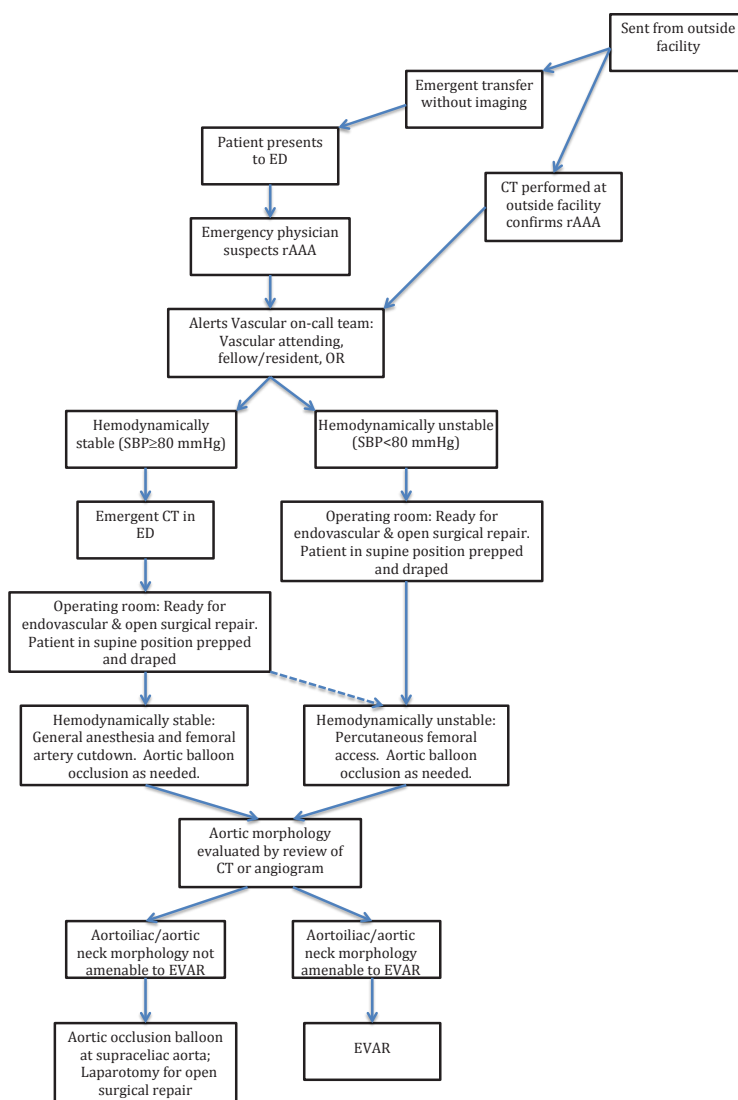 Sent from outside
facility
Emergent transfer
without imaging
Patient presents
to ED
CT performed at
outside facility
confirms rAAA
Emergency physician
suspects rAAA
Alerts Vascular on-call team:
Vascular attending,
fellow/resident, OR
Hemodynamically
stable (SBP≥80 mmHg)
Hemodynamically unstable
(SBP<80 mmHg)
Emergent CT in
ED
Operating room: Ready for
endovascular & open surgical repair.
Patient in supine position prepped
and draped
Operating room: Ready for
endovascular & open surgical repair.
Patient in supine position prepped
and draped
Hemodynamically stable:
General anesthesia and femoral
artery cutdown. Aortic balloon
occlusion as needed.
Hemodynamically unstable:
Percutaneous femoral
access. Aortic balloon
occlusion as needed.
Aortic morphology
evaluated by review of
CT or angiogram
Aortoiliac/aortic
neck morphology not
amenable to EVAR
Aortoiliac/aortic
neck morphology
amenable to EVAR
Aortic occlusion balloon
at supraceliac aorta;
Laparotomy for open
surgical repair
EVAR